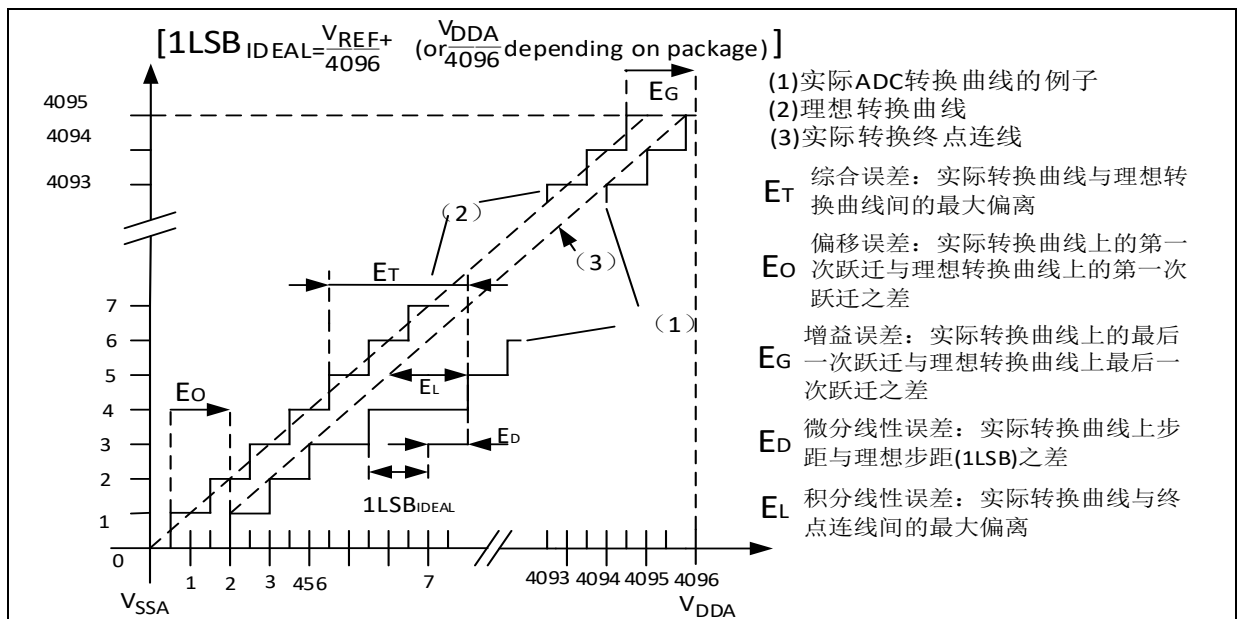 [1LSB IDEAL= VREF+ / 4096 (or VDDA / 4096 depending on package)]
EG
4095
4094
4093
(2)
(3)
ET
7
6
(1)
5
EL
EO
4
3
ED
2
1LSBIDEAL
1
0
1 2 3 456 7 4093 4094 4095 4096
VSSA
VDDA
(1)实际ADC转换曲线的例子
(2)理想转换曲线
(3)实际转换终点连线
ET 综合误差：实际转换曲线与理想转
换曲线间的最大偏离
EO 偏移误差：实际转换曲线上的第一
次跃迁与理想转换曲线上的第一次
跃迁之差
EG 增益误差：实际转换曲线上的最后
一次跃迁与理想转换曲线上最后一
次跃迁之差
ED 微分线性误差：实际转换曲线上步
距与理想步距(1LSB)之差
EL 积分线性误差：实际转换曲线与终
点连线间的最大偏离